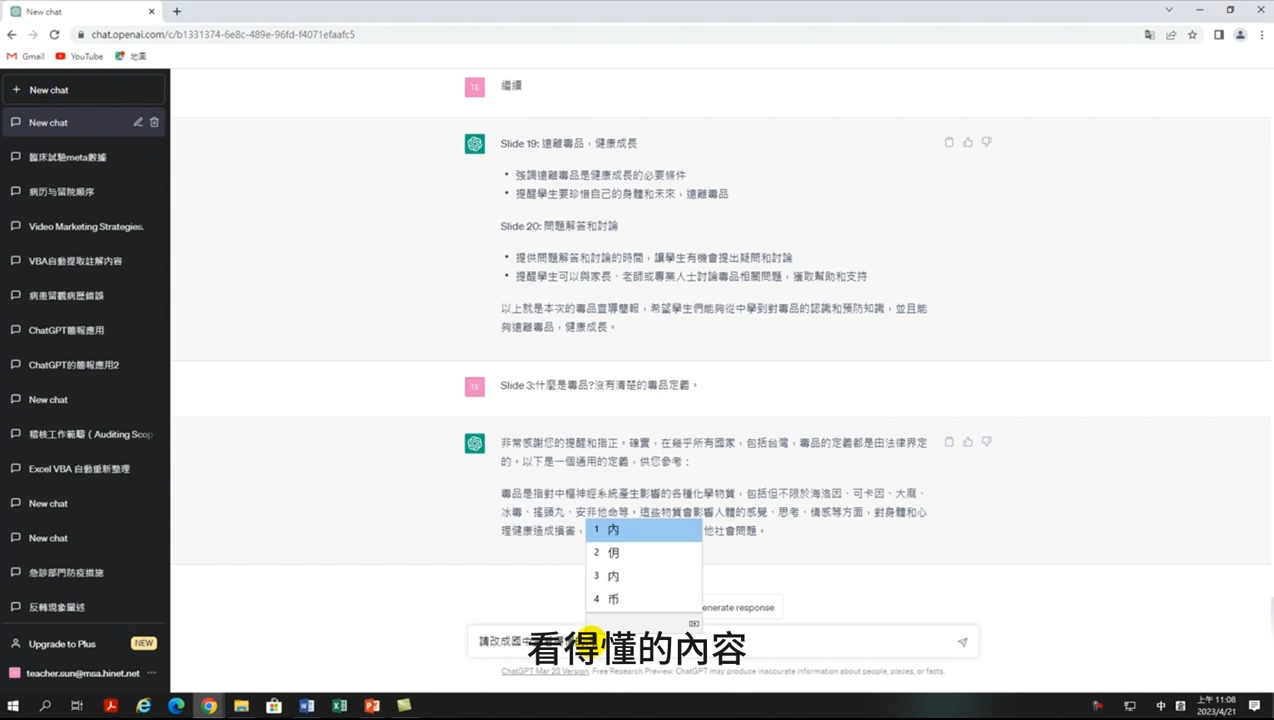 New chat
chat.openai.com/c/b1331374-6e8c-489e-96fd-f4071efaafc5
Gmail YouTube 地圖
New chat
New chat
臨床試驗meta數據
病历与留院顺序
Video Marketing Strategies.
VBA自動提取註解內容
病患留觀病歷錯誤
ChatGPT簡報應用
ChatGPT的簡報應用2
New chat
稽核工作範疇（Auditing Scop
Excel VBA 自動重新整理
New chat
New chat
急診部門防疫措施
反轉現象闡述
Upgrade to Plus NEW
teacher.sun@msa.hinet.net
TE 繼續
Slide 19: 遠離毒品，健康成長
• 強調遠離毒品是健康成長的必要條件
• 提醒學生要珍惜自己的身體和未來，遠離毒品
Slide 20: 問題解答和討論
• 提供問題解答和討論的時間，讓學生有機會提出疑問和討論
• 提醒學生可以與家長、老師或專業人士討論毒品相關問題，獲取幫助和支持
以上就是本次的毒品宣導簡報，希望學生們能夠從中學到對毒品的認識和預防知識，並且能
夠遠離毒品，健康成長。
TE Slide 3:什麼是毒品?沒有清楚的毒品定義。
非常感謝您的提醒和指正。確實，在幾乎所有國家，包括台灣，毒品的定義都是由法律界定
的。以下是一個通用的定義，供您參考：
毒品是指對中樞神經系統產生影響的各種化學物質，包括但不限於海洛因、可卡因、大麻、
冰毒、搖頭丸、安非他命等。這些物質會影響人體的感覺、思考、情感等方面，對身體和心
理健康造成損害， 他社會問題。
1 內
2 佣
3 内
4 币
enerate response
請改成國中
看得懂的內容
ChatGPT Mar 23 Version. Free Research Preview. ChatGPT may produce inaccurate information about people, places, or facts.
中
上午 11:08
2023/4/21